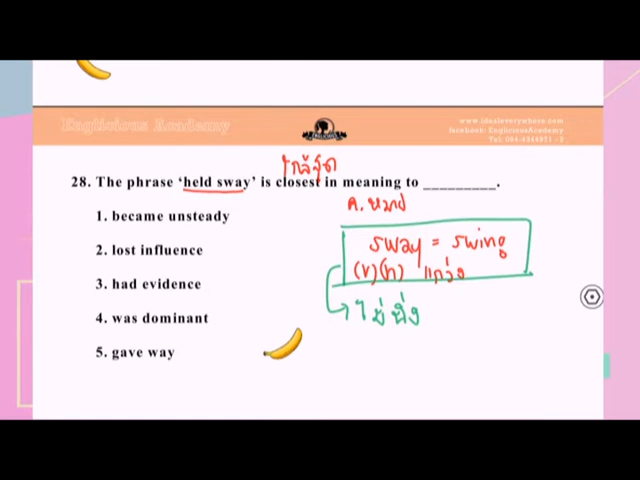 Englicious Academy
www.idealeverywhere.com
facebook: EngliciousAcademy
ใกล้สุด
28. The phrase ‘held sway’ is closest in meaning to _________.
ค.หมาย
1. became unsteady
sway = swing
2. lost influence
(v)(n) แกว่ง
3. had evidence
ไม่นิ่ง
4. was dominant
5. gave way